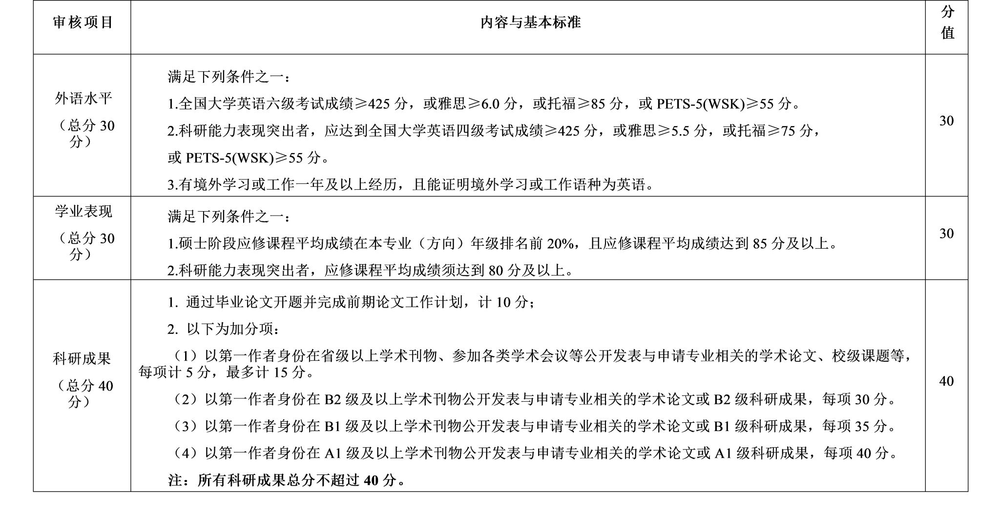 审核项目
内容与基本标准
分
值
外语水平
（总分 30
分）
满足下列条件之一：
1.全国大学英语六级考试成绩≥425 分，或雅思≥6.0 分，或托福≥85 分，或 PETS-5(WSK)≥55 分。
2.科研能力表现突出者，应达到全国大学英语四级考试成绩≥425 分，或雅思≥5.5 分，或托福≥75 分，
或 PETS-5(WSK)≥55 分。
3.有境外学习或工作一年及以上经历，且能证明境外学习或工作语种为英语。
30
学业表现
（总分 30
分）
满足下列条件之一：
1.硕士阶段应修课程平均成绩在本专业（方向）年级排名前 20%，且应修课程平均成绩达到 85 分及以上。
2.科研能力表现突出者，应修课程平均成绩须达到 80 分及以上。
30
科研成果
（总分 40
分）
1. 通过毕业论文开题并完成前期论文工作计划，计 10 分；
2. 以下为加分项：
（1）以第一作者身份在省级以上学术刊物、参加各类学术会议等公开发表与申请专业相关的学术论文、校级课题等，
每项计 5 分，最多计 15 分。
（2）以第一作者身份在 B2 级及以上学术刊物公开发表与申请专业相关的学术论文或 B2 级科研成果，每项 30 分。
（3）以第一作者身份在 B1 级及以上学术刊物公开发表与申请专业相关的学术论文或 B1 级科研成果，每项 35 分。
（4）以第一作者身份在 A1 级及以上学术刊物公开发表与申请专业相关的学术论文或 A1 级科研成果，每项 40 分。
注：所有科研成果总分不超过 40 分。
40